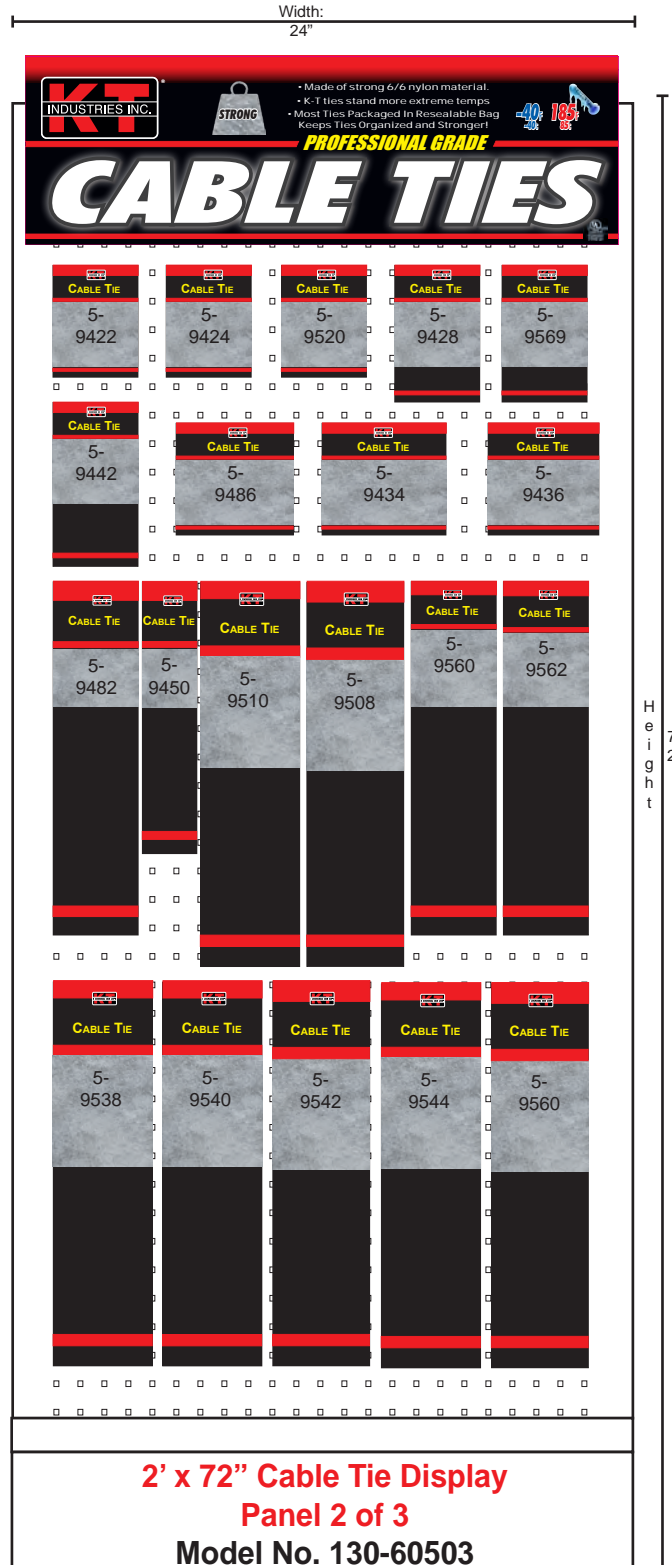 Width:
24”
KT
INDUSTRIES INC.
STRONG
• Made of strong 6/6 nylon material.
• K-T ties stand more extreme temps
• Most Ties Packaged In Resealable Bag
Keeps Ties Organized and Stronger!
-40F
-40C
185F
85C
PROFESSIONAL GRADE
CABLE TIES
CABLE TIE
5-
9422
CABLE TIE
5-
9424
CABLE TIE
5-
9520
CABLE TIE
5-
9428
CABLE TIE
5-
9569
CABLE TIE
5-
9442
CABLE TIE
5-
9486
CABLE TIE
5-
9434
CABLE TIE
5-
9436
CABLE TIE
5-
9482
CABLE TIE
5-
9450
CABLE TIE
5-
9510
CABLE TIE
5-
9508
CABLE TIE
5-
9560
CABLE TIE
5-
9562
Height
72
CABLE TIE
5-
9538
CABLE TIE
5-
9540
CABLE TIE
5-
9542
CABLE TIE
5-
9544
CABLE TIE
5-
9560
2’ x 72” Cable Tie Display
Panel 2 of 3
Model No. 130-60503